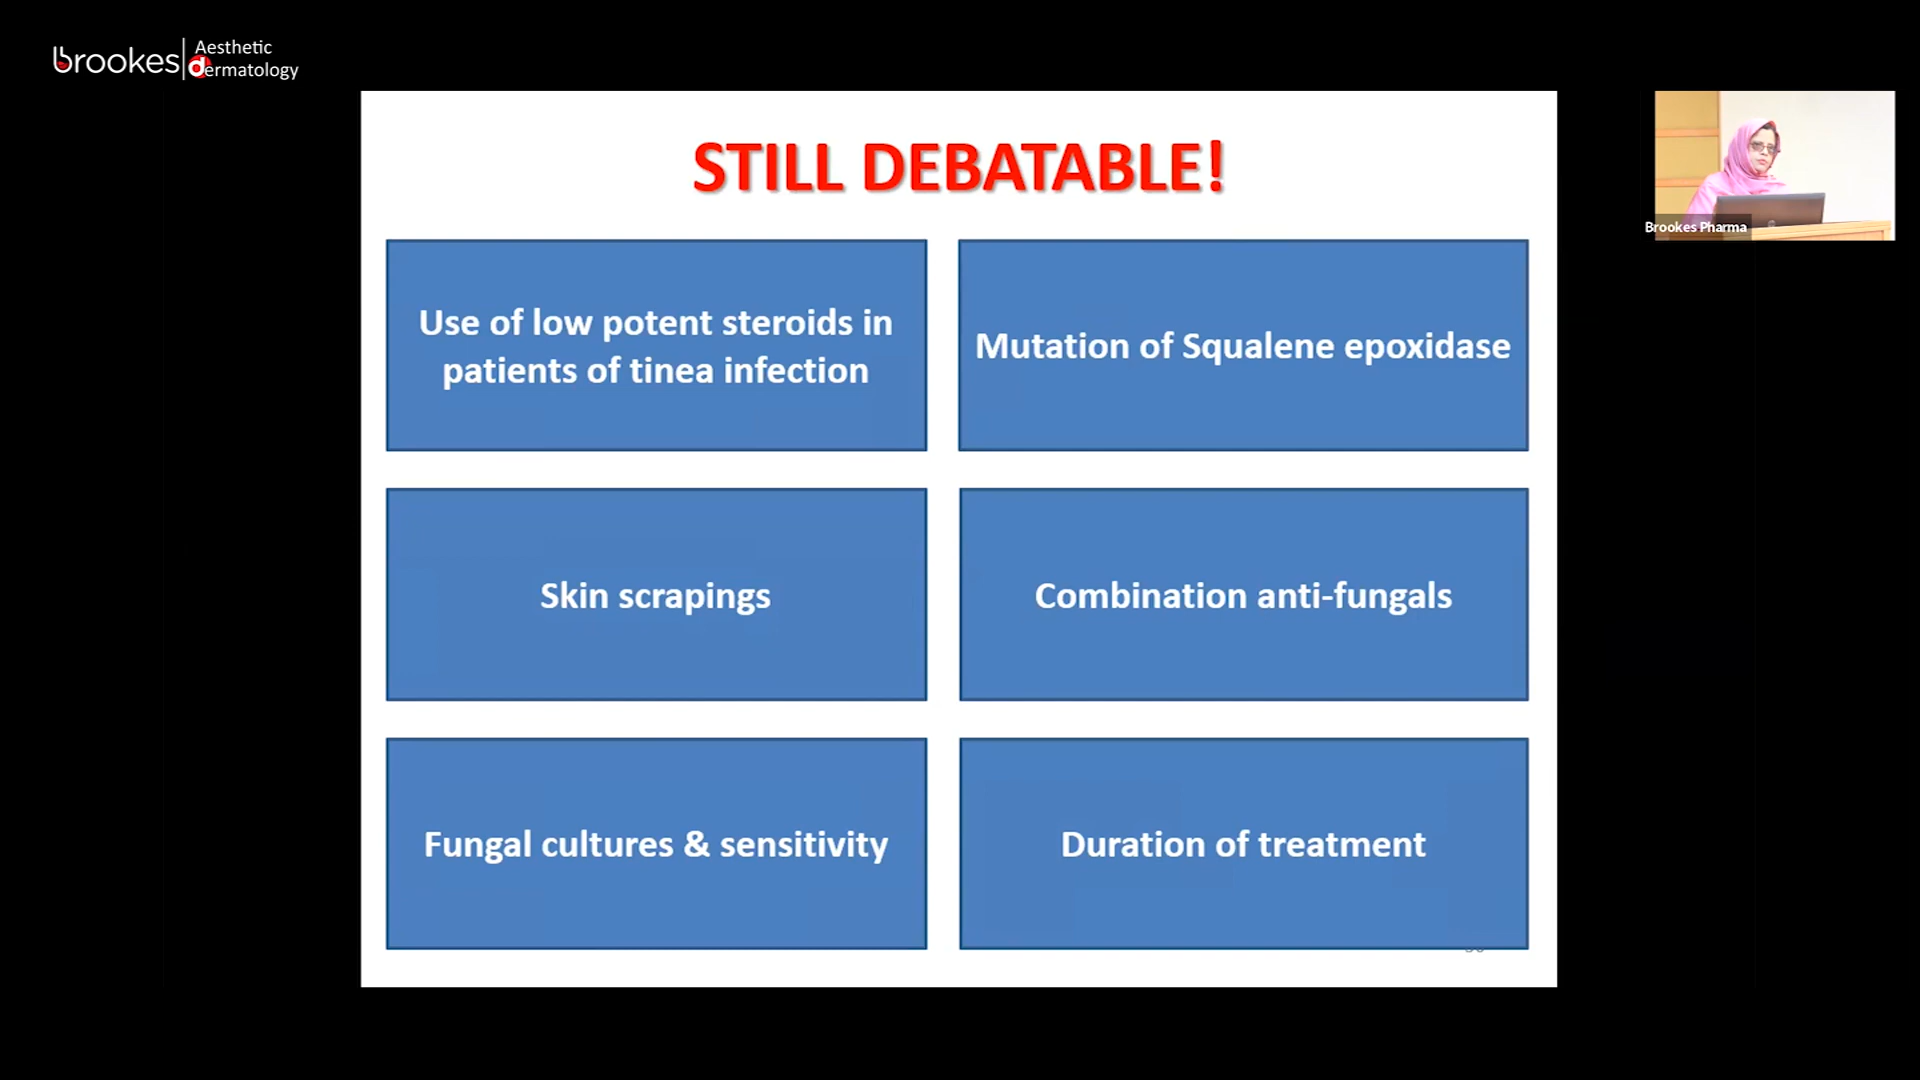 brookes
Aesthetic
dermatology
STILL DEBATABLE!
Use of low potent steroids in
patients of tinea infection
Mutation of Squalene epoxidase
Skin scrapings
Combination anti-fungals
Fungal cultures & sensitivity
Duration of treatment
Brookes Pharma